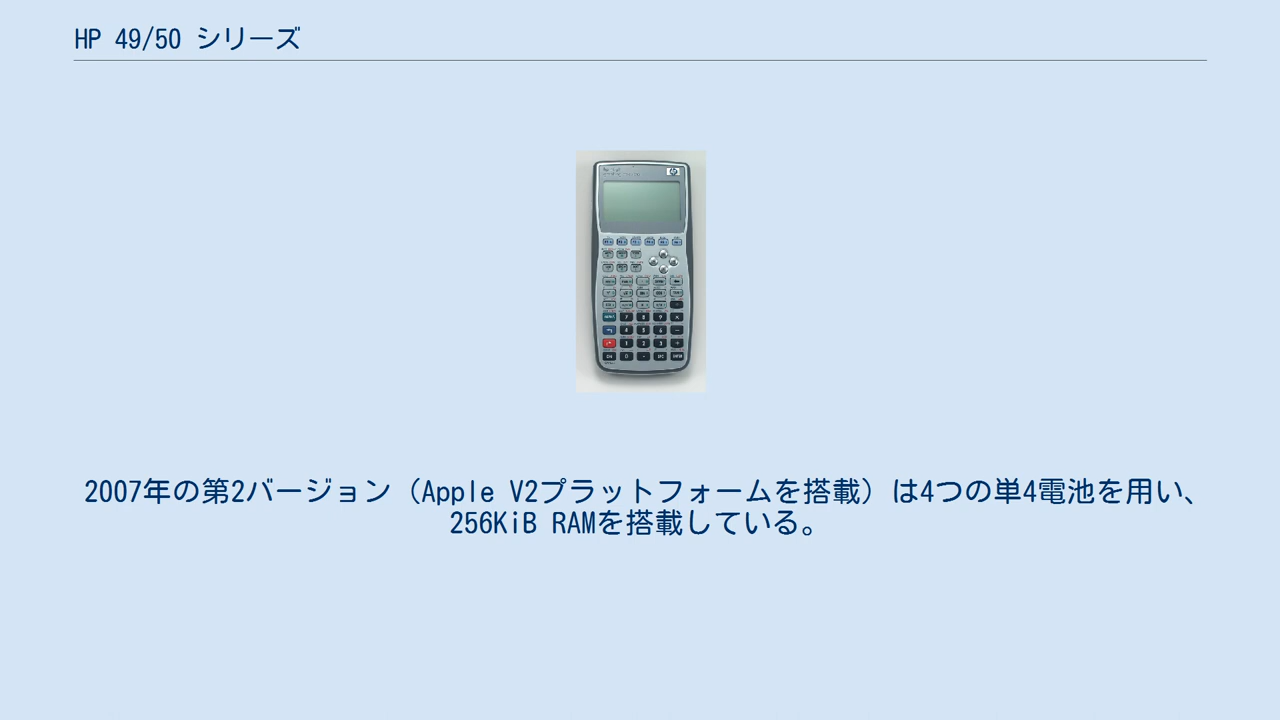 HP 49/50 シリーズ
2007年の第2バージョン（Apple V2プラットフォームを搭載）は4つの単4電池を用い、
256KiB RAMを搭載している。